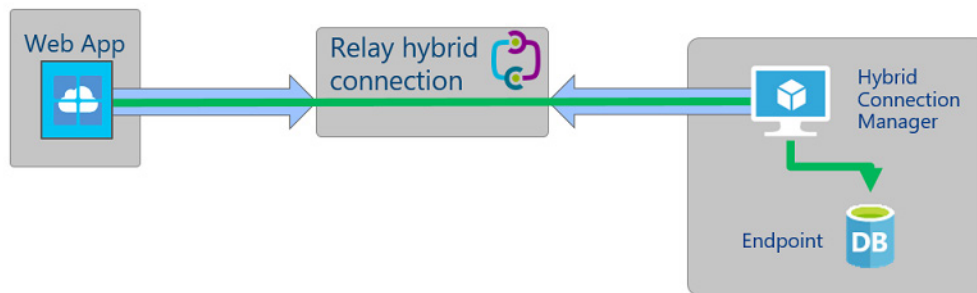 Web App
Relay hybrid
connection
Hybrid
Connection
Manager
Endpoint
DB